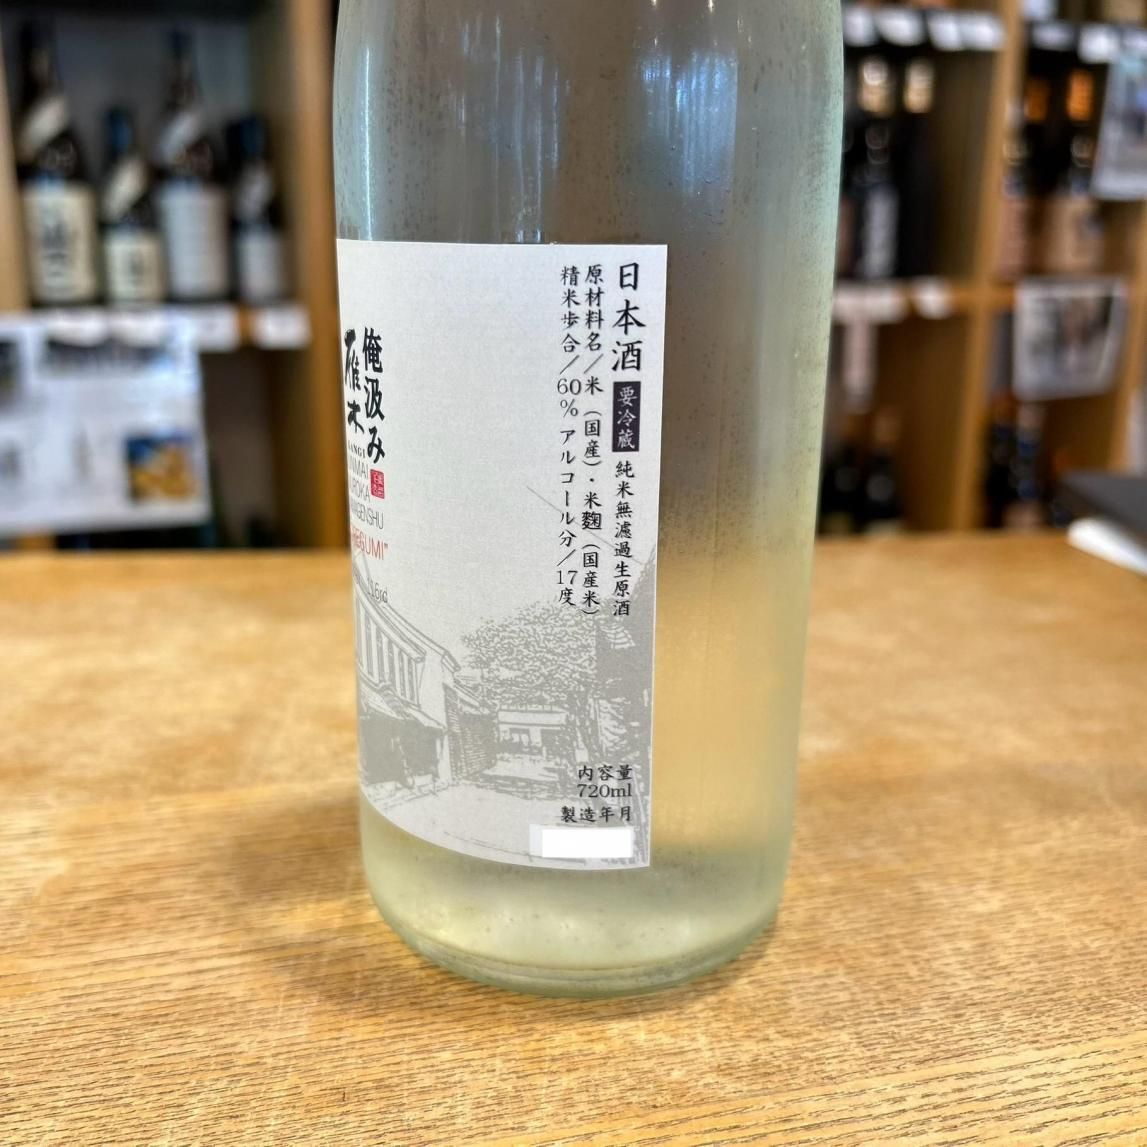 日本酒 要冷蔵 純米無濾過生原酒
原材料名／米（国産）・米麹（国産米）
精米歩合／60% アルコール分／17度
内容量
720ml
製造年月
俺汲み
雁木